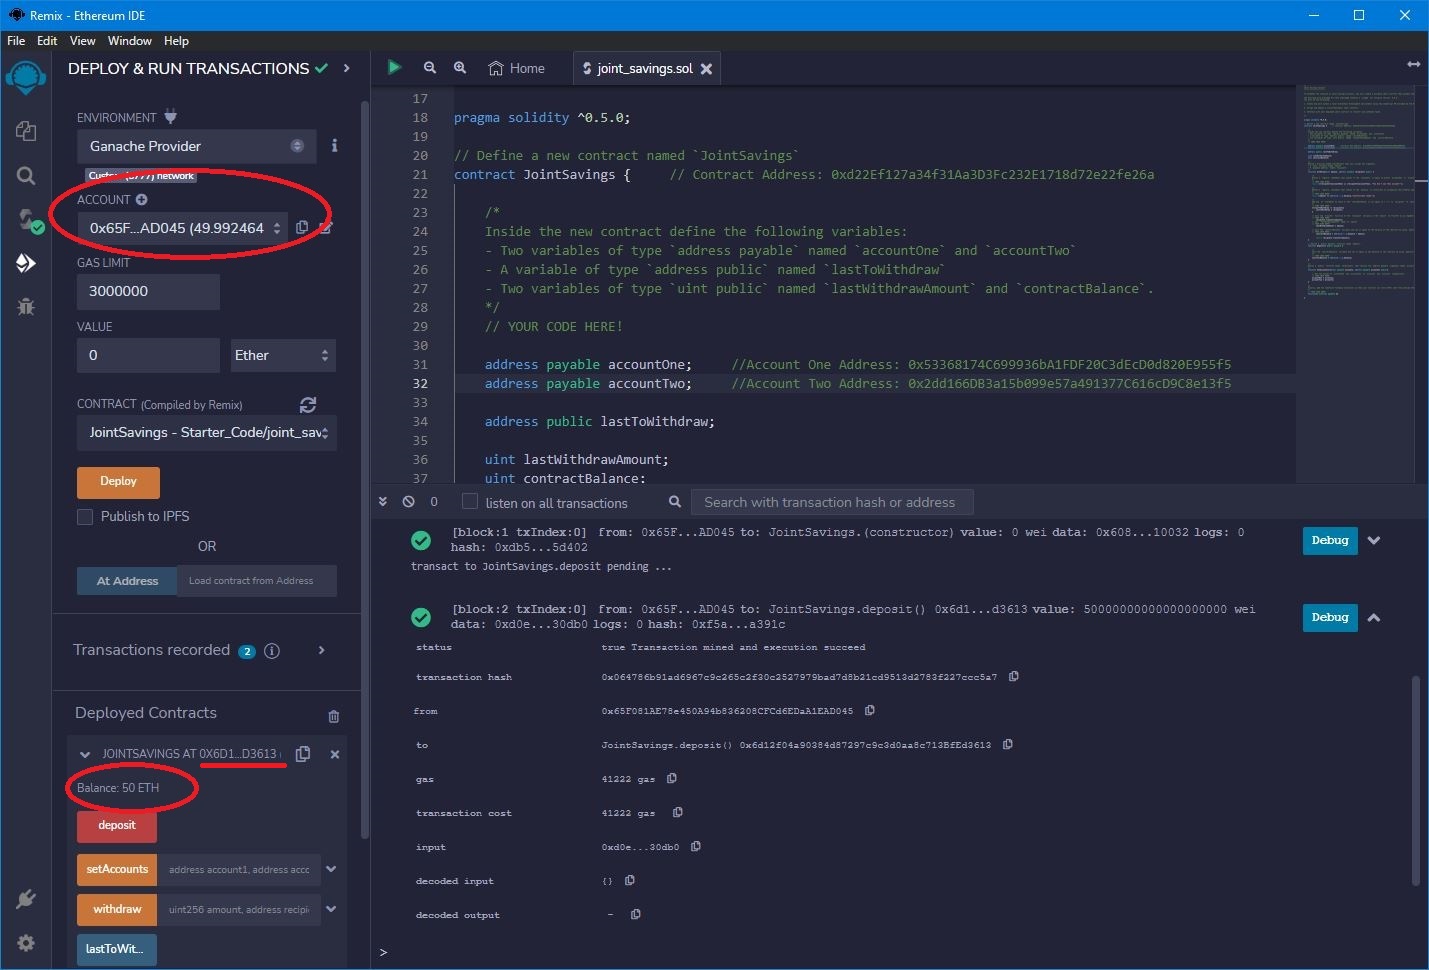 Remix - Ethereum IDE
File Edit View Window Help
DEPLOY & RUN TRANSACTIONS
ENVIRONMENT
Ganache Provider
i
Custom (5777) network
ACCOUNT
0x65F...AD045 (49.992464
GAS LIMIT
3000000
VALUE
0 Ether
CONTRACT (Compiled by Remix)
JointSavings - Starter_Code/joint_sav
Deploy
Publish to IPFS
OR
At Address Load contract from Address
Transactions recorded 2 i
Deployed Contracts
JOINTSAVINGS AT 0X6D1...D3613
Balance: 50 ETH
deposit
setAccounts address account1, address acco
withdraw uint256 amount, address recipi
lastToWit...
Home joint_savings.sol
17
18 pragma solidity ^0.5.0;
19
20 // Define a new contract named `JointSavings`
21 contract JointSavings { // Contract Address: 0xd22Ef127a34f31Aa3D3Fc232E1718d72e22fe26a
22
23 /*
24 Inside the new contract define the following variables:
25 - Two variables of type `address payable` named `accountOne` and `accountTwo`
26 - A variable of type `address public` named `lastToWithdraw`
27 - Two variables of type `uint public` named `lastWithdrawAmount` and `contractBalance`.
28 */
29 // YOUR CODE HERE!
30
31 address payable accountOne; //Account One Address: 0x53368174C699936bA1FDF20C3dEcD0d820E955f5
32 address payable accountTwo; //Account Two Address: 0x2dd166DB3a15b099e57a491377C616cD9C8e13f5
33
34 address public lastToWithdraw;
35
36 uint lastWithdrawAmount;
37 uint contractBalance;
0 listen on all transactions Search with transaction hash or address
[block:1 txIndex:0] from: 0x65F...AD045 to: JointSavings.(constructor) value: 0 wei data: 0x608...10032 logs: 0
hash: 0xdb5...5d402
Debug
transact to JointSavings.deposit pending ...
[block:2 txIndex:0] from: 0x65F...AD045 to: JointSavings.deposit() 0x6d1...d3613 value: 50000000000000000000 wei
data: 0xd0e...30db0 logs: 0 hash: 0xf5a...a391c
Debug
status true Transaction mined and execution succeed
transaction hash 0x064786b91ad6967c9c265c2f30c2527979bad7d8b21cd9513d2783f227ccc5a7
from 0x65F081AE78e450A94b836208CFCd6EDaA1EAD045
to JointSavings.deposit() 0x6d12f04a90384d87297c9c3d0aa8c713BfEd3613
gas 41222 gas
transaction cost 41222 gas
input 0xd0e...30db0
decoded input {}
decoded output -
>